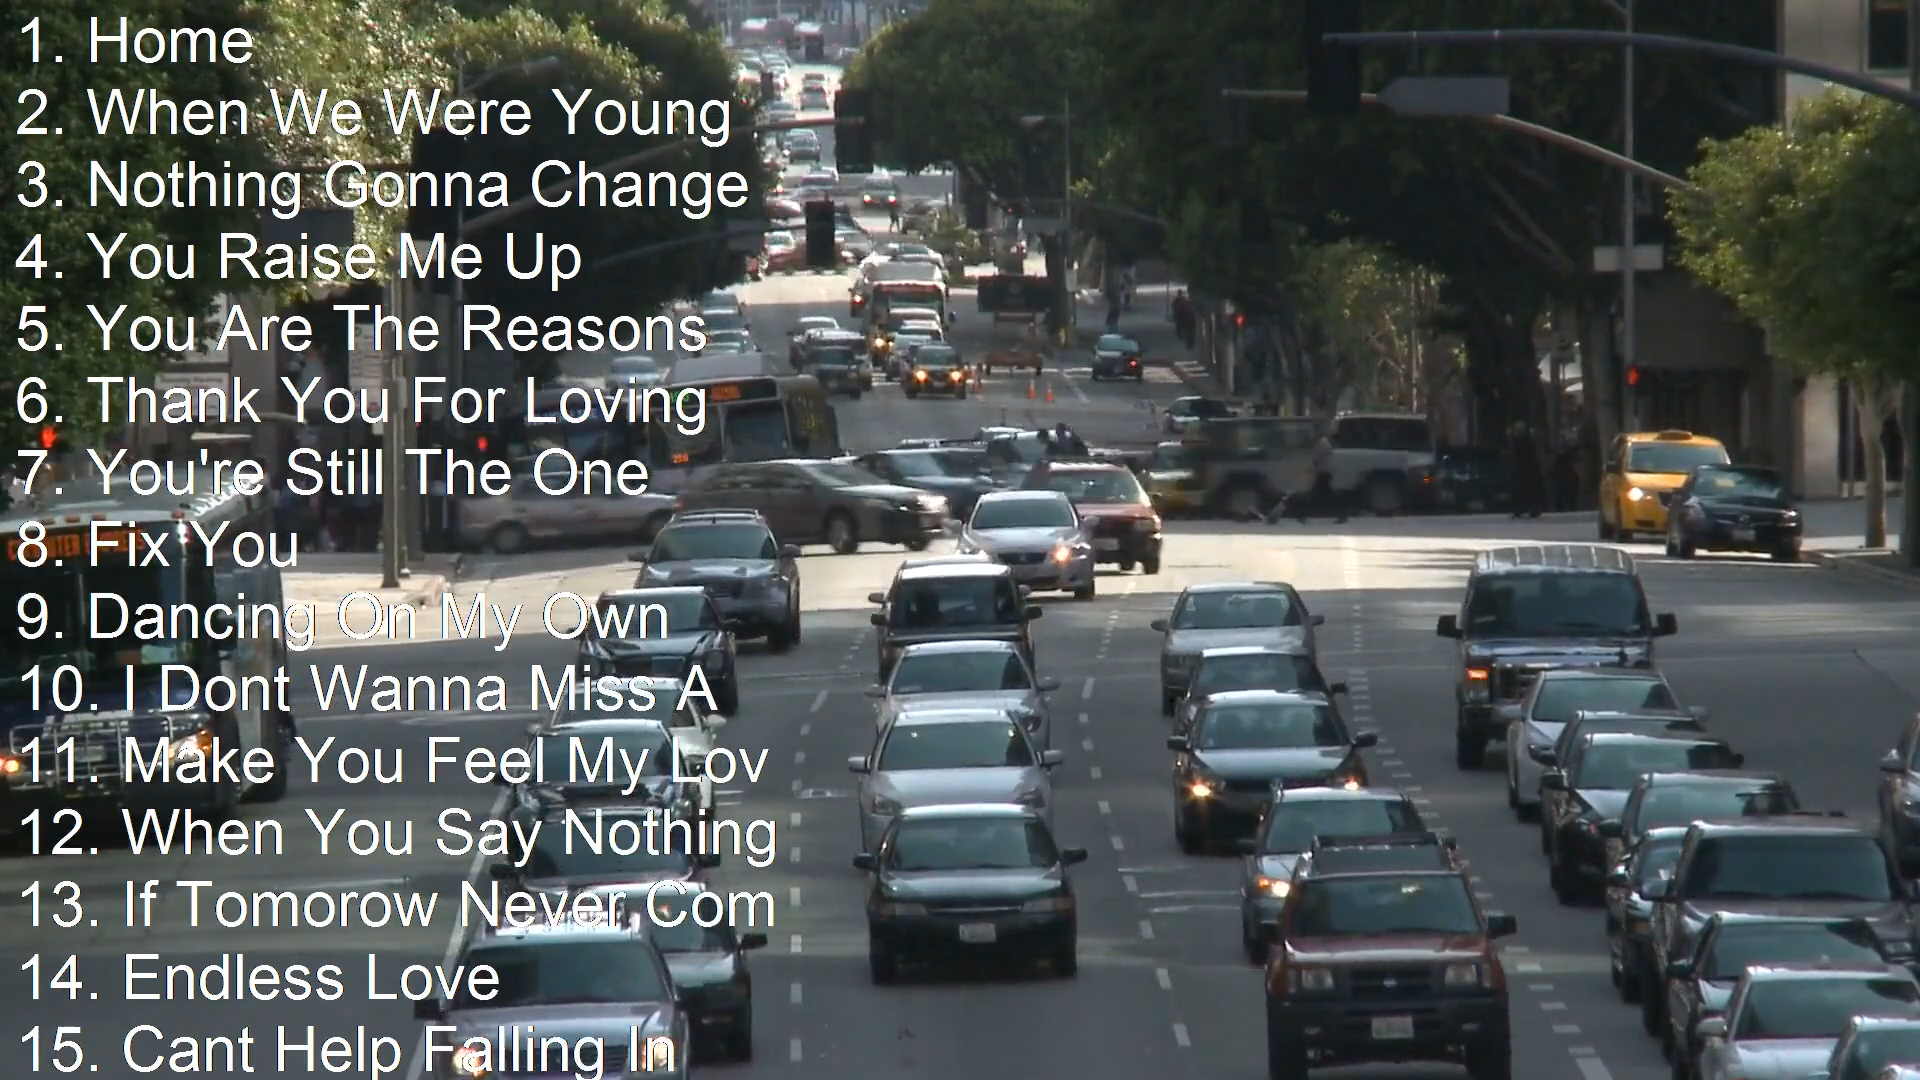 1. Home
2. When We Were Young
3. Nothing Gonna Change
4. You Raise Me Up
5. You Are The Reasons
6. Thank You For Loving
7. You're Still The One
8. Fix You
9. Dancing On My Own
10. I Dont Wanna Miss A
11. Make You Feel My Lov
12. When You Say Nothing
13. If Tomorow Never Com
14. Endless Love
15. Cant Help Falling In